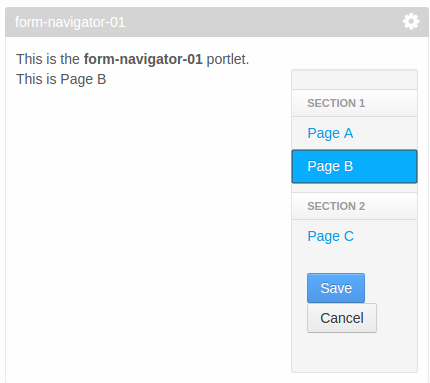 form-navigator-01
This is the form-navigator-01 portlet.
This is Page B
SECTION 1
Page A
Page B
SECTION 2
Page C
Save
Cancel